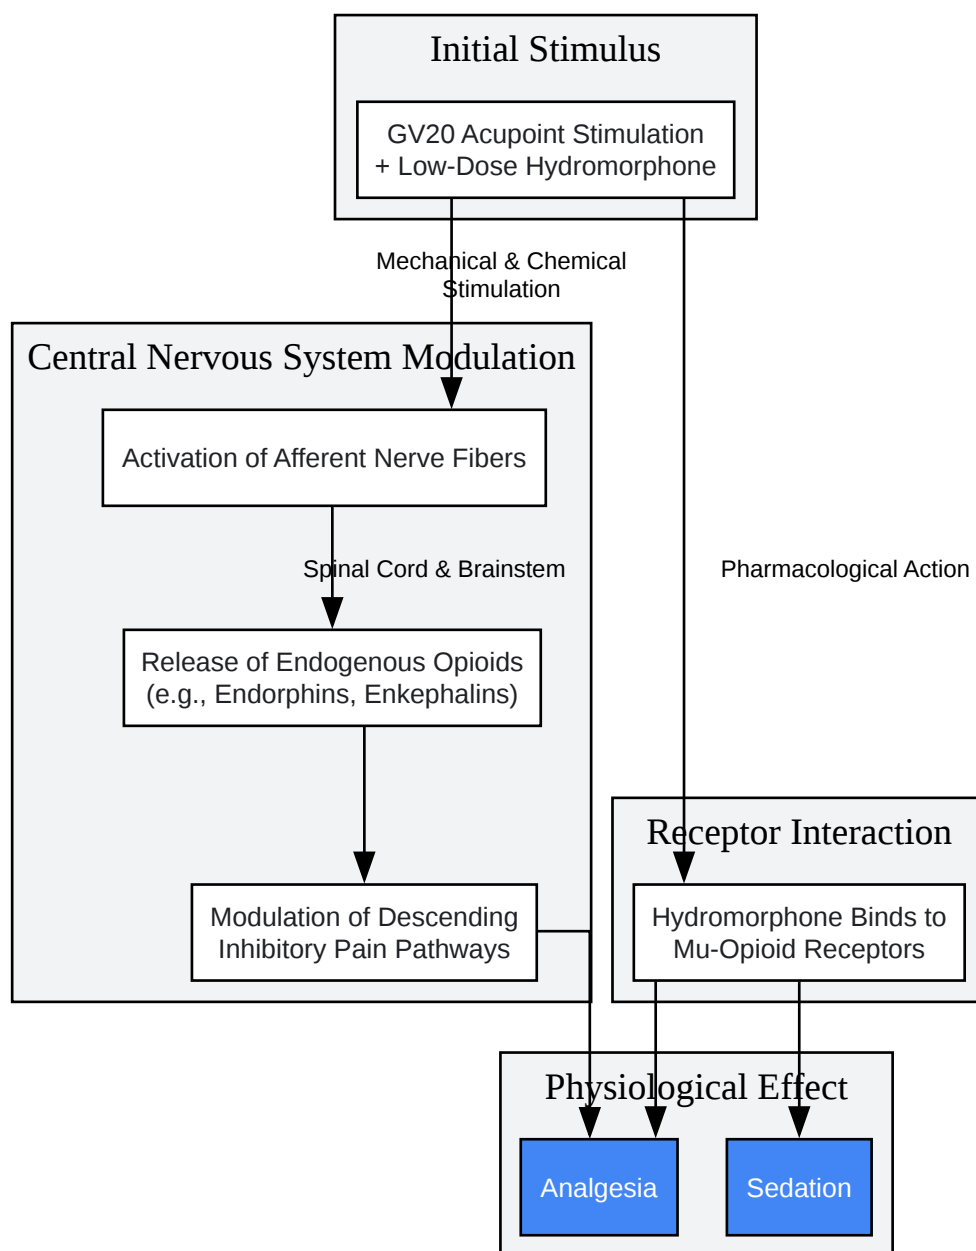 Initial Stimulus
GV20 Acupoint Stimulation
+ Low-Dose Hydromorphone
Mechanical & Chemical
Stimulation
Central Nervous System Modulation
Activation of Afferent Nerve Fibers
Spinal Cord & Brainstem
Pharmacological Action
Release of Endogenous Opioids
(e.g., Endorphins, Enkephalins)
Receptor Interaction
Modulation of Descending
Inhibitory Pain Pathways
Hydromorphone Binds to
Mu-Opioid Receptors
Physiological Effect
Analgesia
Sedation